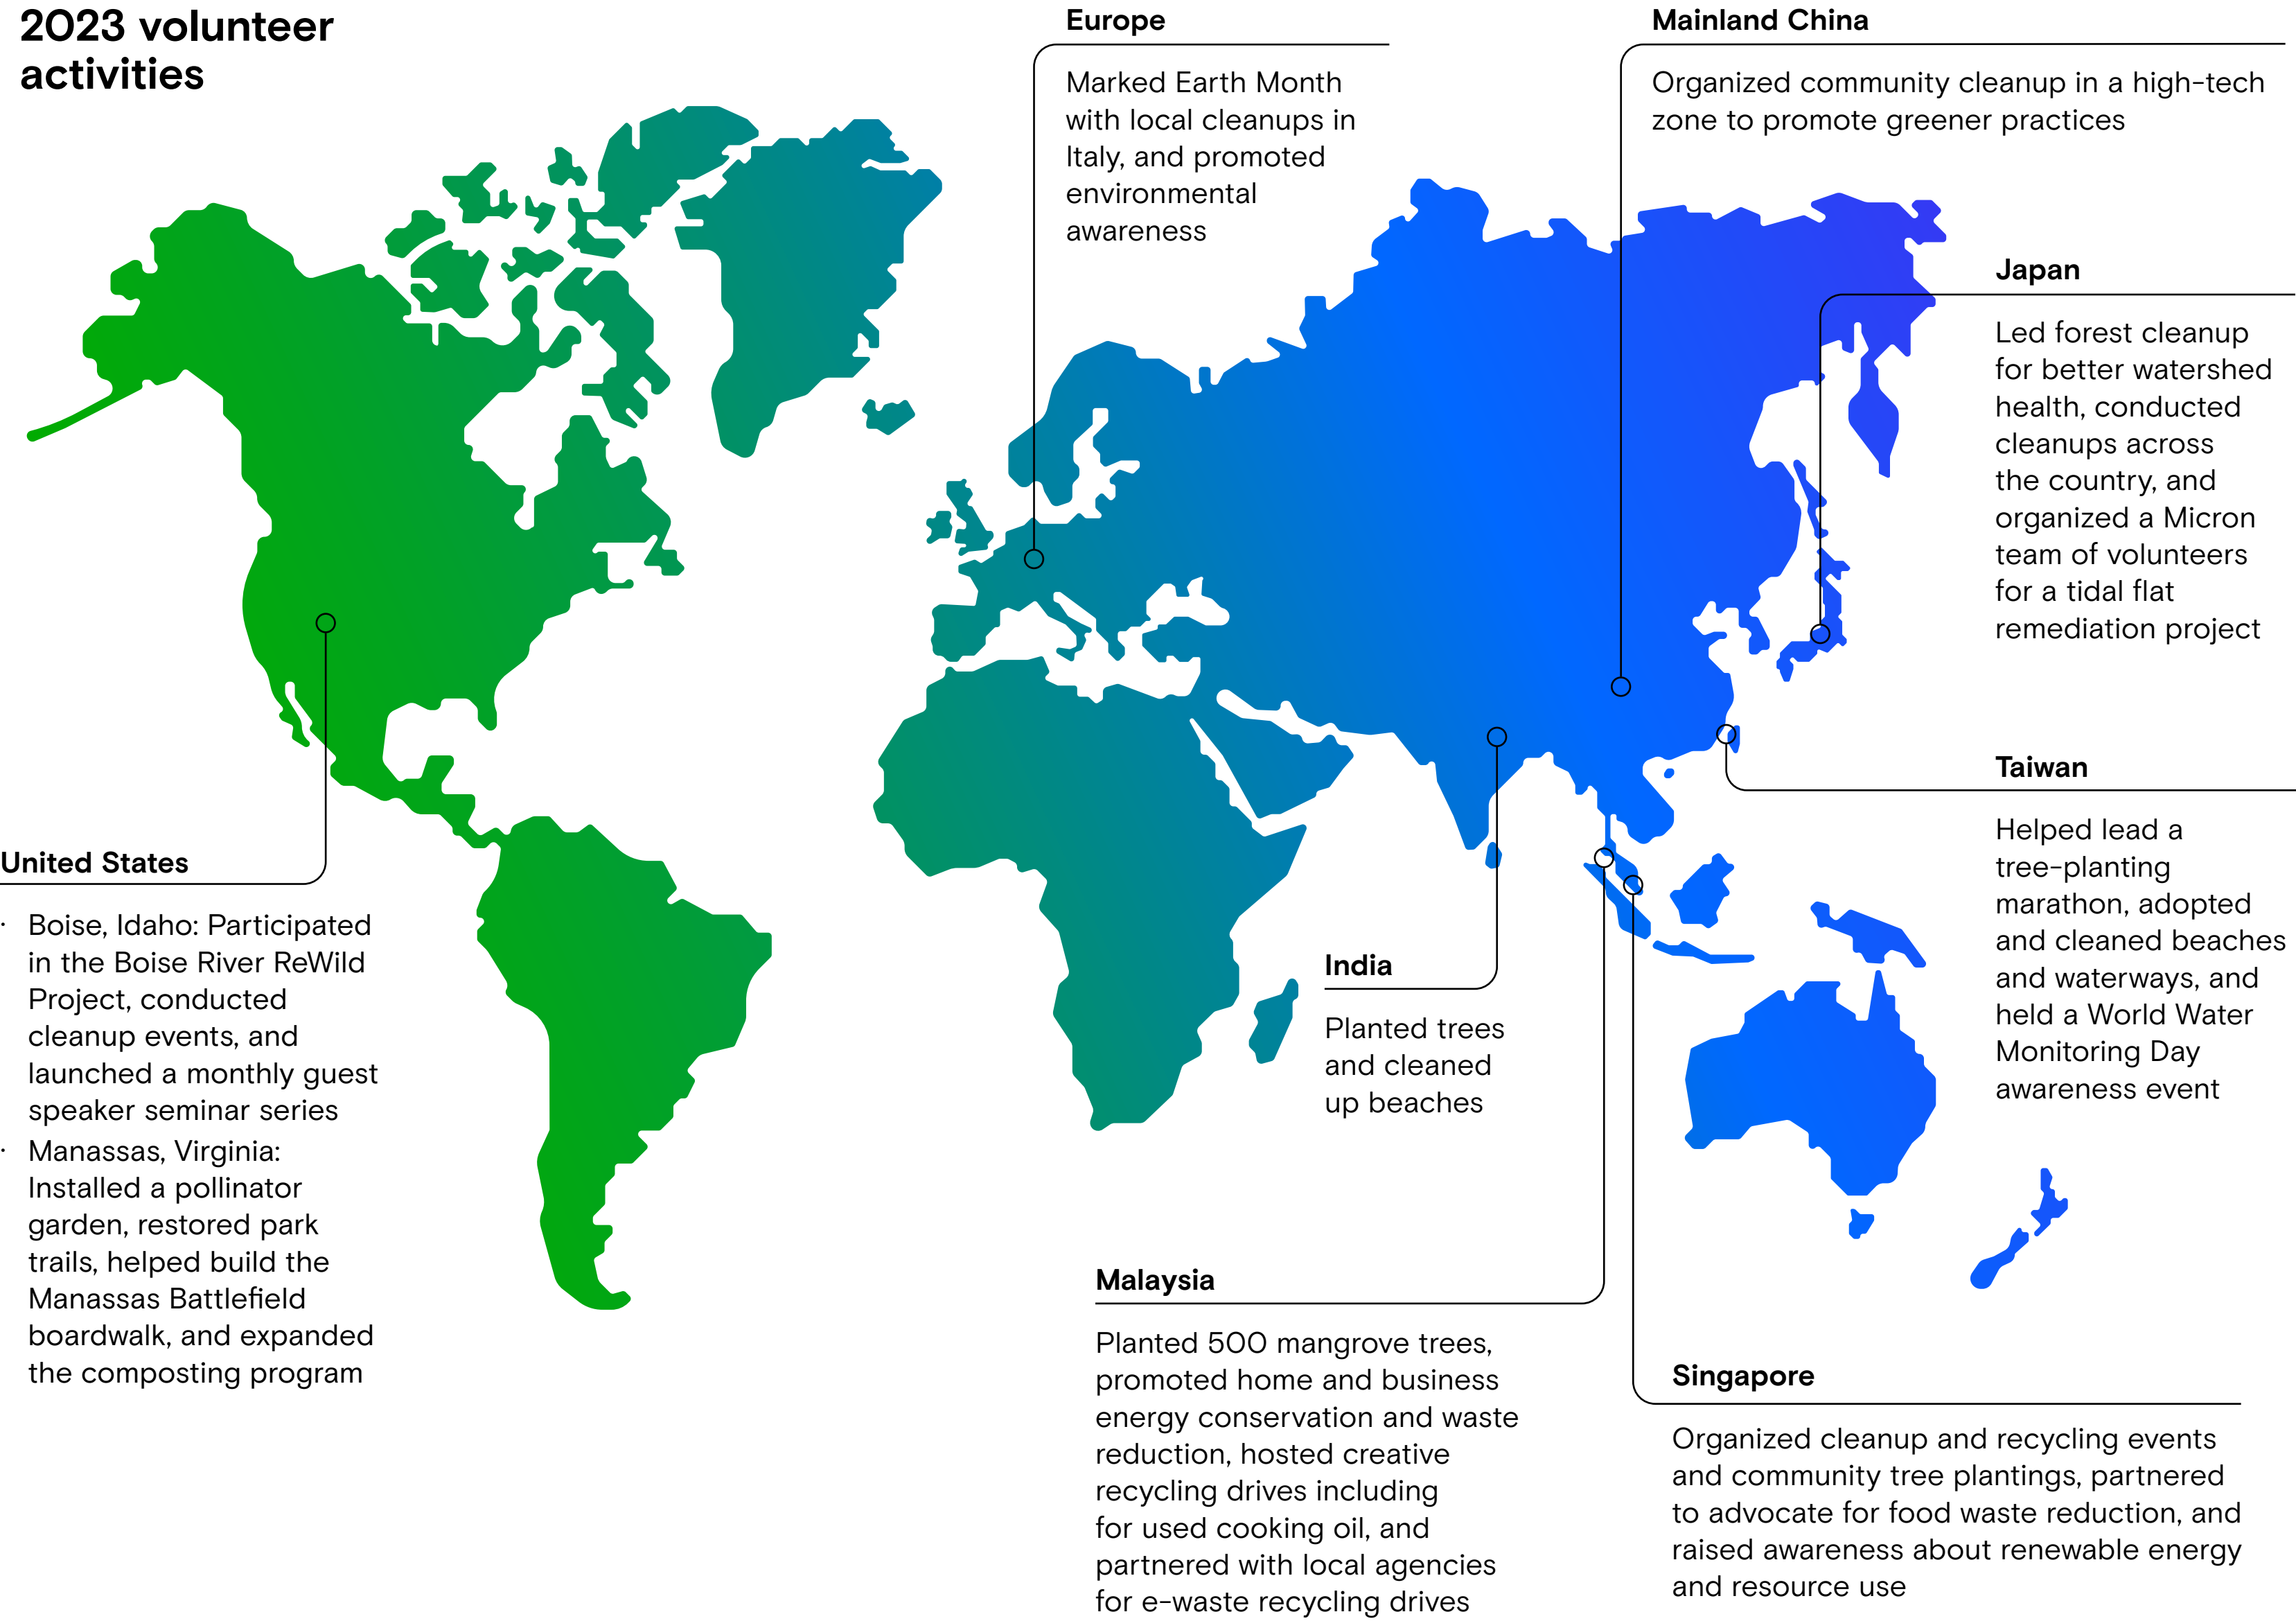 2023 volunteer
activities
Europe
Marked Earth Month
with local cleanups in
Italy, and promoted
environmental
awareness
Mainland China
Organized community cleanup in a high-tech
zone to promote greener practices
Japan
Led forest cleanup
for better watershed
health, conducted
cleanups across
the country, and
organized a Micron
team of volunteers
for a tidal flat
remediation project
Taiwan
Helped lead a
tree-planting
marathon, adopted
and cleaned beaches
and waterways, and
held a World Water
Monitoring Day
awareness event
United States
· Boise, Idaho: Participated
in the Boise River ReWild
Project, conducted
cleanup events, and
launched a monthly guest
speaker seminar series
· Manassas, Virginia:
Installed a pollinator
garden, restored park
trails, helped build the
Manassas Battlefield
boardwalk, and expanded
the composting program
India
Planted trees
and cleaned
up beaches
Malaysia
Planted 500 mangrove trees,
promoted home and business
energy conservation and waste
reduction, hosted creative
recycling drives including
for used cooking oil, and
partnered with local agencies
for e-waste recycling drives
Singapore
Organized cleanup and recycling events
and community tree plantings, partnered
to advocate for food waste reduction, and
raised awareness about renewable energy
and resource use